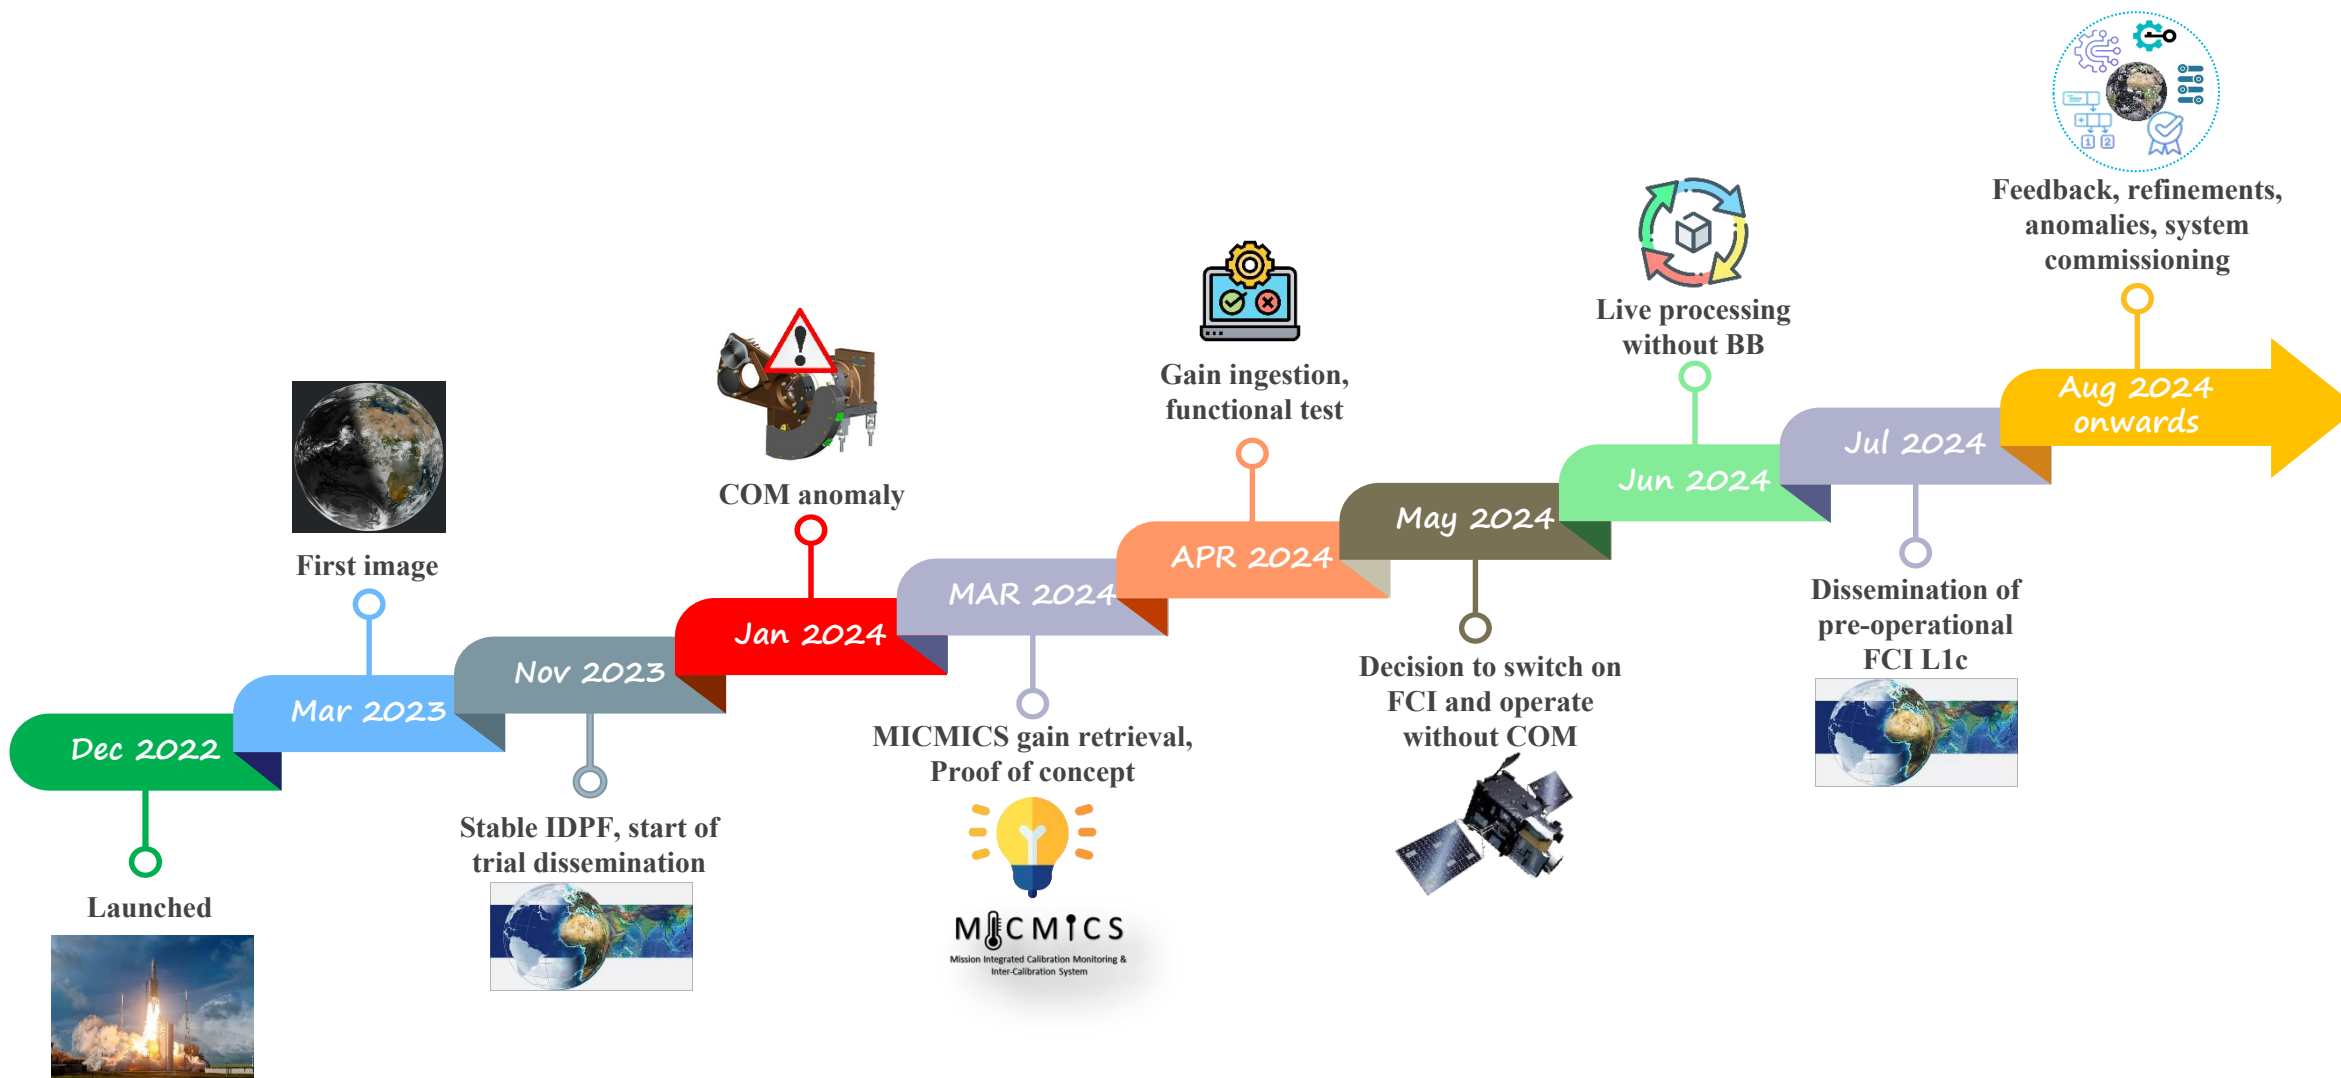 Dec 2022
Launched
Mar 2023
First image
Nov 2023
Stable IDPF, start of
trial dissemination
Jan 2024
COM anomaly
MAR 2024
MICMICS gain retrieval,
Proof of concept
MICMICS
Mission Integrated Calibration Monitoring &
Inter-Calibration System
APR 2024
Gain ingestion,
functional test
May 2024
Decision to switch on
FCI and operate
without COM
Jun 2024
Live processing
without BB
Jul 2024
Dissemination of
pre-operational
FCI L1c
Aug 2024
onwards
Feedback, refinements,
anomalies, system
commissioning
1 2